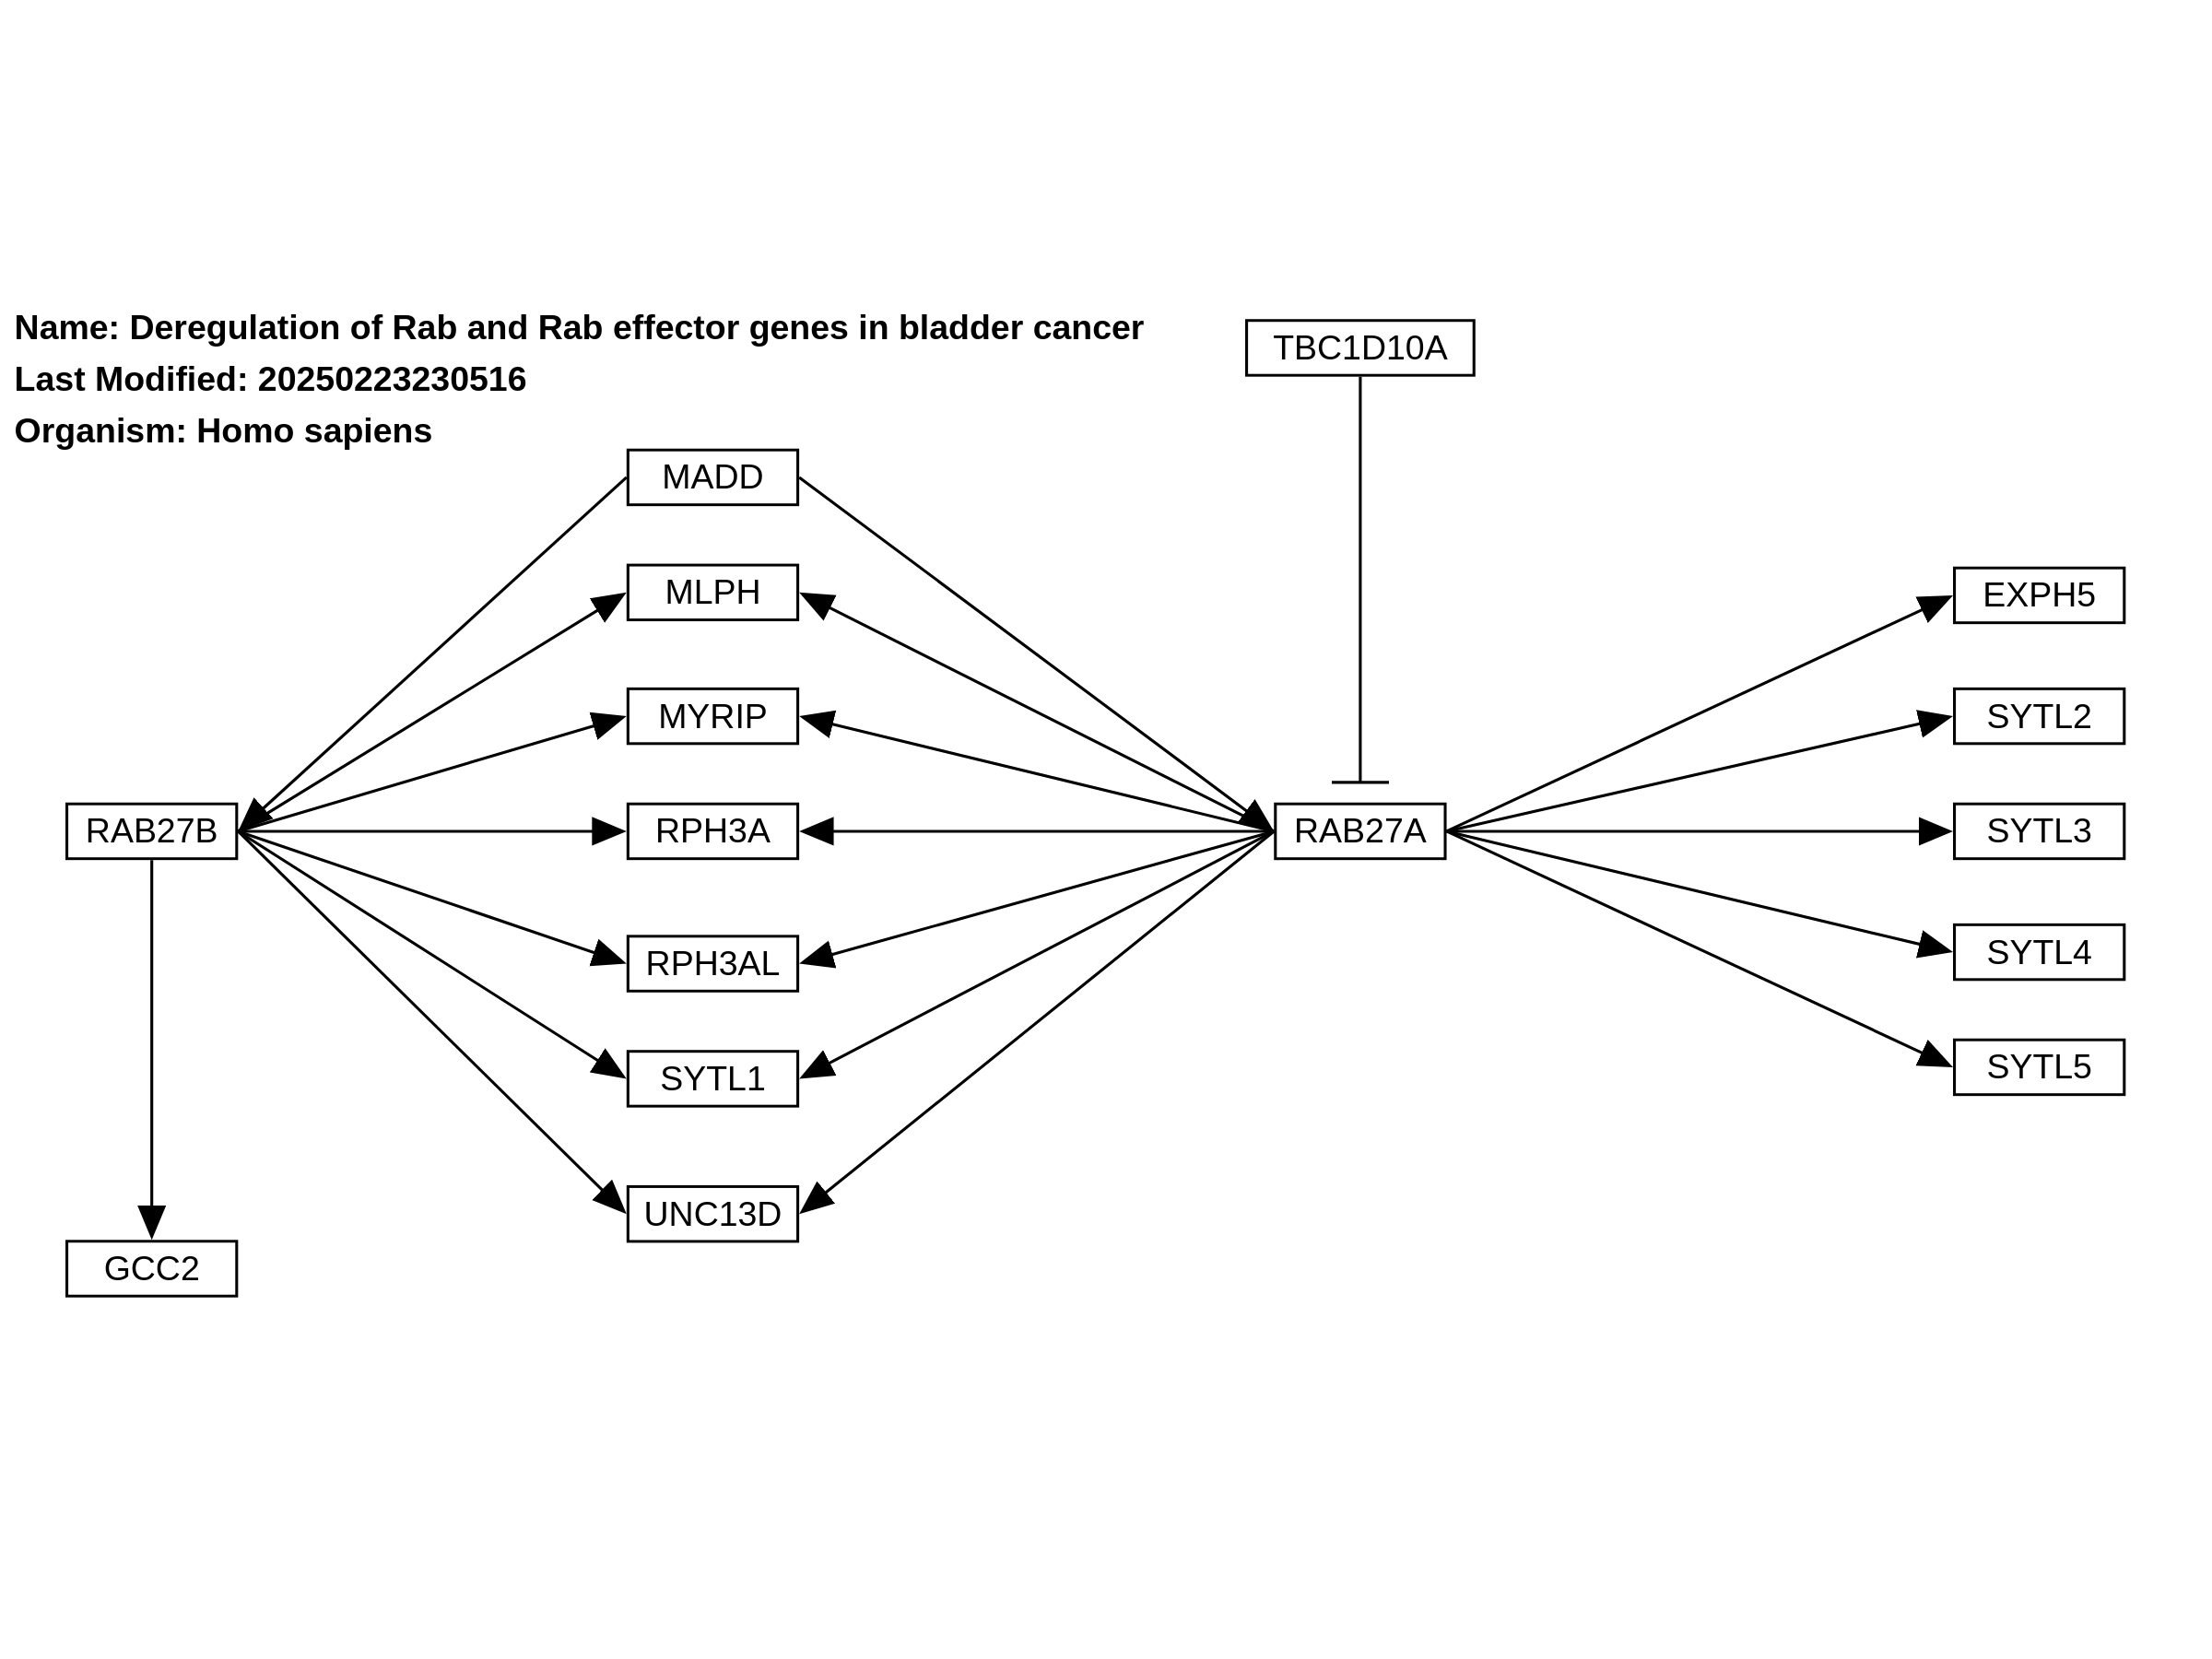 Name: Deregulation of Rab and Rab effector genes in bladder cancer
Last Modified: 20250223230516
Organism: Homo sapiens
TBC1D10A
MADD
MLPH
EXPH5
MYRIP
SYTL2
RAB27B
RPH3A
RAB27A
SYTL3
RPH3AL
SYTL4
SYTL1
SYTL5
UNC13D
GCC2